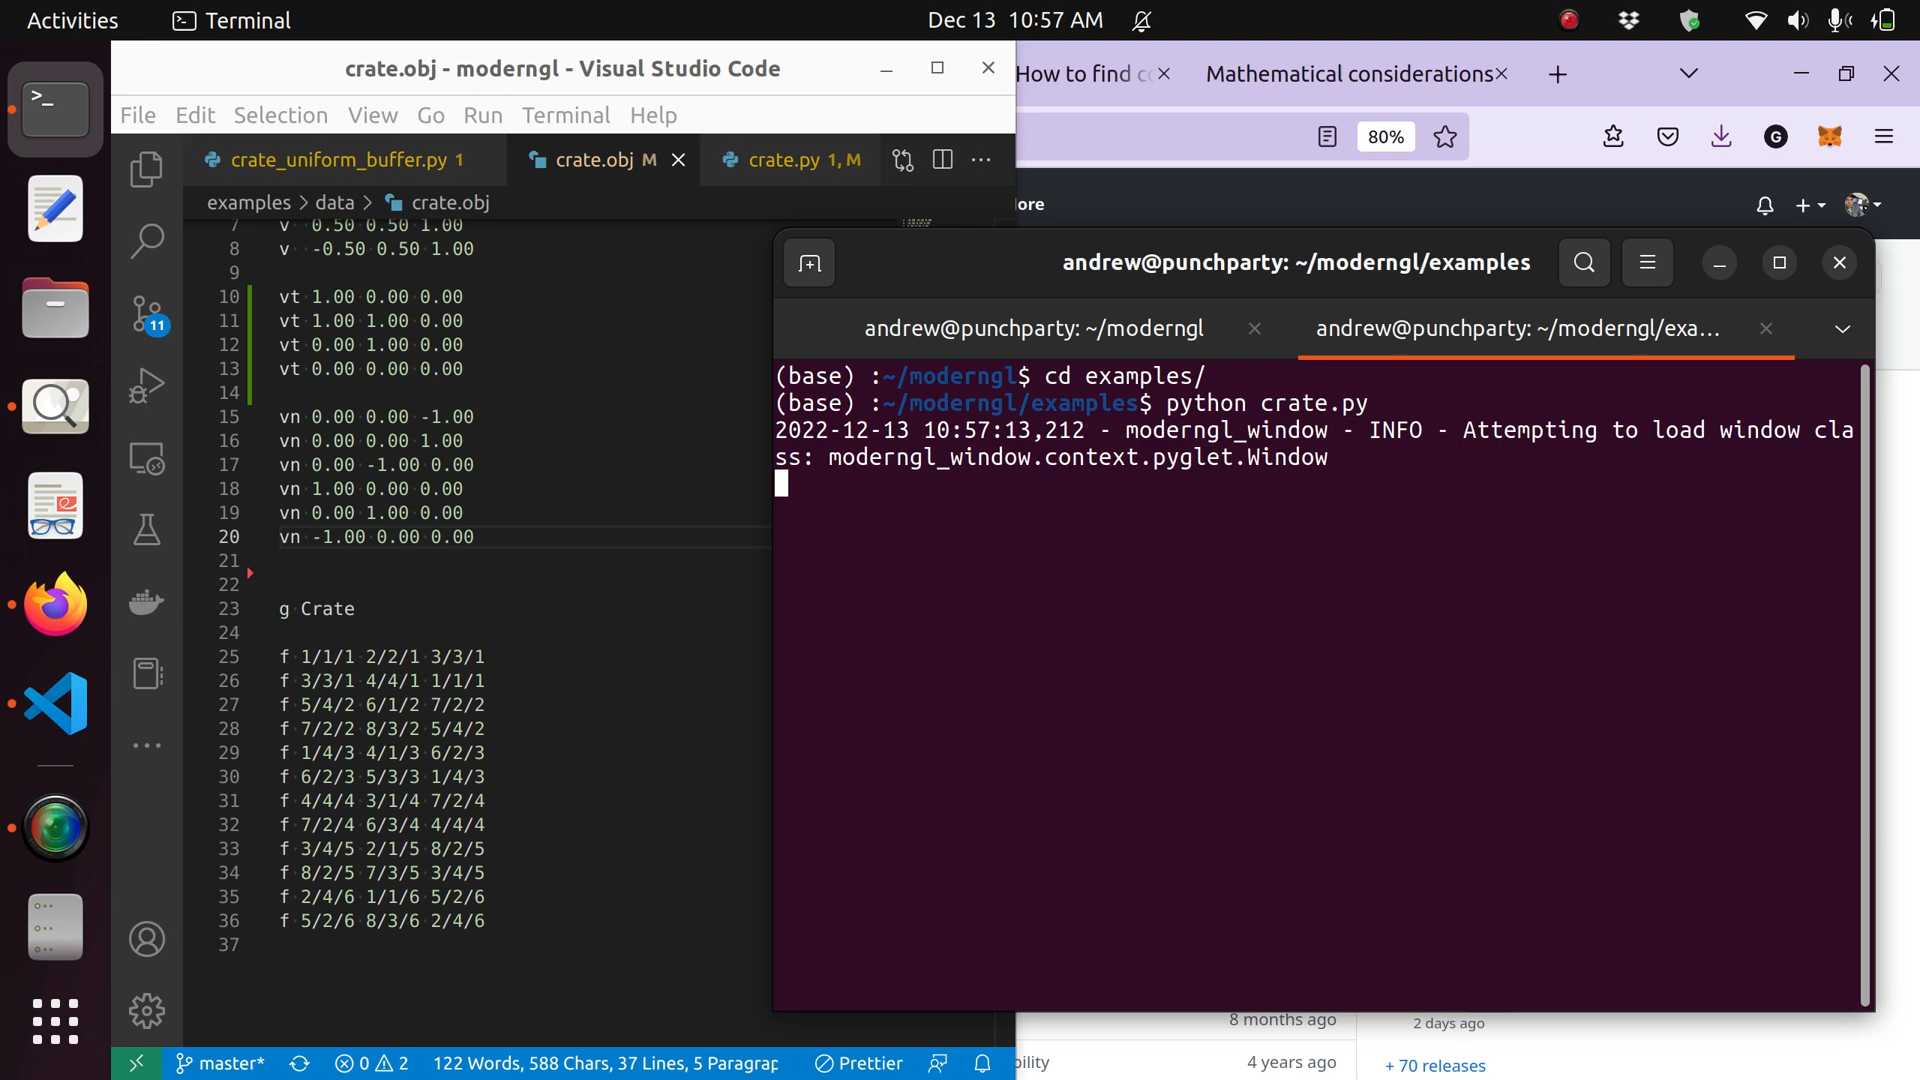 Activities
Terminal
Dec 13 10:57 AM
crate.obj - moderngl - Visual Studio Code
File Edit Selection View Go Run Terminal Help
crate_uniform_buffer.py 1
crate.obj M
crate.py 1, M
examples > data > crate.obj
7 v 0.50 0.50 1.00
8 v -0.50 0.50 1.00
9
10 vt 1.00 0.00 0.00
11 vt 1.00 1.00 0.00
12 vt 0.00 1.00 0.00
13 vt 0.00 0.00 0.00
14
15 vn 0.00 0.00 -1.00
16 vn 0.00 0.00 1.00
17 vn 0.00 -1.00 0.00
18 vn 1.00 0.00 0.00
19 vn 0.00 1.00 0.00
20 vn -1.00 0.00 0.00
21
22
23 g Crate
24
25 f 1/1/1 2/2/1 3/3/1
26 f 3/3/1 4/4/1 1/1/1
27 f 5/4/2 6/1/2 7/2/2
28 f 7/2/2 8/3/2 5/4/2
29 f 1/4/3 4/1/3 6/2/3
30 f 6/2/3 5/3/3 1/4/3
31 f 4/4/4 3/1/4 7/2/4
32 f 7/2/4 6/3/4 4/4/4
33 f 3/4/5 2/1/5 8/2/5
34 f 8/2/5 7/3/5 3/4/5
35 f 2/4/6 1/1/6 5/2/6
36 f 5/2/6 8/3/6 2/4/6
37
11
master*
0 2
122 Words, 588 Chars, 37 Lines, 5 Paragrap
Prettier
How to find
Mathematical considerations
80%
G
ore
andrew@punchparty: ~/moderngl/examples
andrew@punchparty: ~/moderngl
andrew@punchparty: ~/moderngl/exa...
(base) :~/moderngl$ cd examples/
(base) :~/moderngl/examples$ python crate.py
2022-12-13 10:57:13,212 - moderngl_window - INFO - Attempting to load window cla
ss: moderngl_window.context.pyglet.Window
8 months ago
2 days ago
bility
4 years ago
+ 70 releases